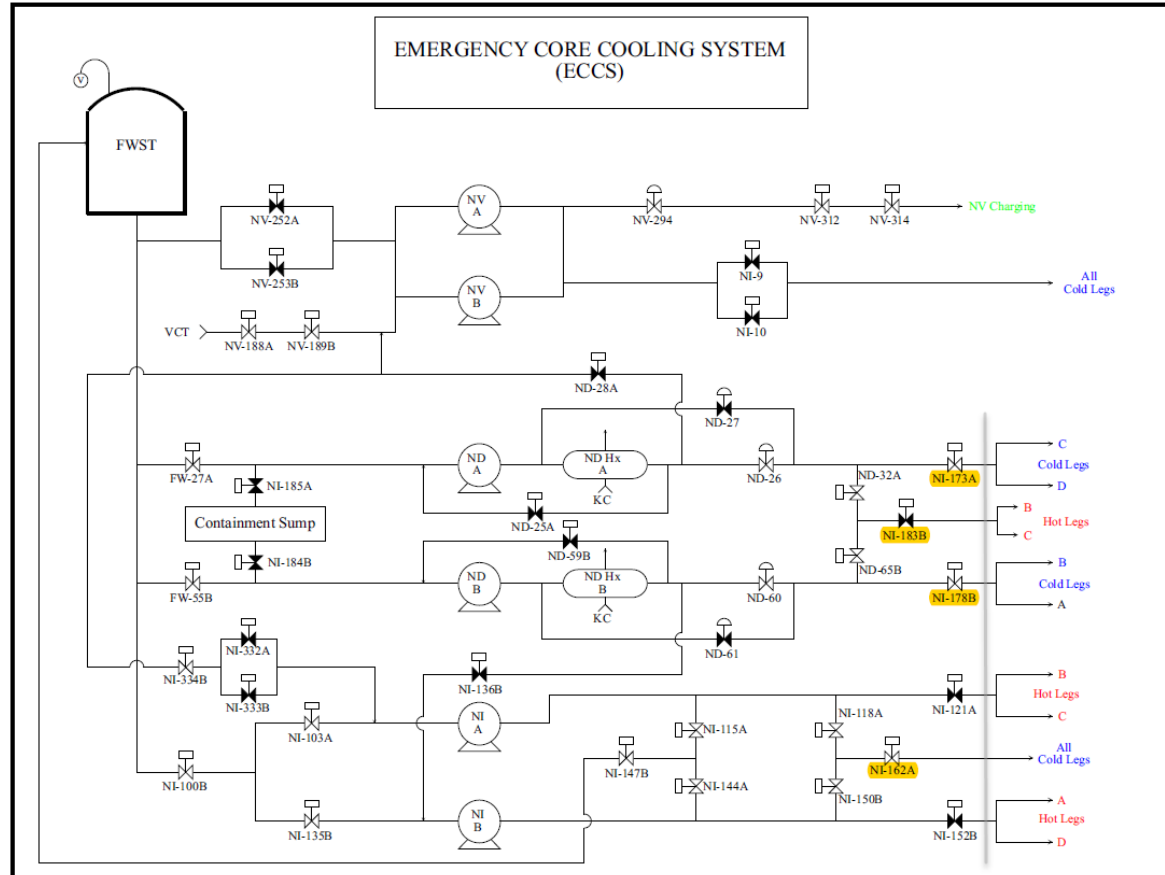 EMERGENCY CORE COOLING SYSTEM
(ECCS)
V
FWST
NV-252A
NV-253B
NV
A
NV
B
NV-294
NV-312
NV-314
NV Charging
NI-9
NI-10
All
Cold Legs
VCT
NV-188A
NV-189B
ND-28A
ND-27
FW-27A
NI-185A
ND
A
ND Hx
A
KC
ND-26
ND-32A
NI-173A
C
Cold Legs
D
Containment Sump
ND-25A
ND-59B
NI-183B
B
Hot Legs
C
NI-184B
FW-55B
ND
B
ND Hx
B
KC
ND-60
ND-65B
NI-178B
B
Cold Legs
A
ND-61
NI-334B
NI-332A
NI-333B
NI-136B
NI-103A
NI
A
NI-115A
NI-118A
NI-121A
B
Hot Legs
C
NI-100B
NI-147B
NI-144A
NI-162A
NI-150B
All
Cold Legs
NI-135B
NI
B
NI-152B
A
Hot Legs
D